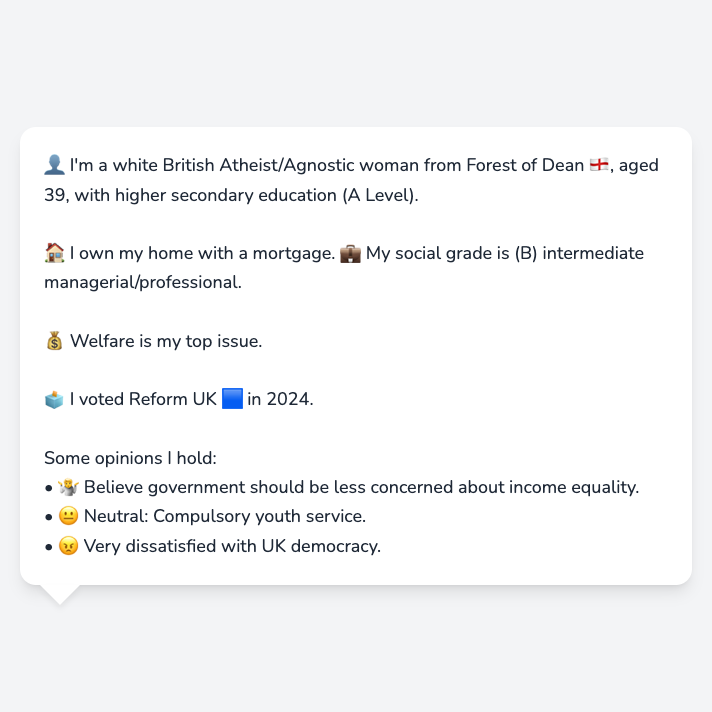 👤 I'm a white British Atheist/Agnostic woman from Forest of Dean 🏴󠁧󠁢󠁥󠁮󠁧󠁿, aged
39, with higher secondary education (A Level).
🏠 I own my home with a mortgage. 💼 My social grade is (B) intermediate
managerial/professional.
💰 Welfare is my top issue.
🗳️ I voted Reform UK 🟦 in 2024.
Some opinions I hold:
• 🤷 Believe government should be less concerned about income equality.
• 😐 Neutral: Compulsory youth service.
• 😠 Very dissatisfied with UK democracy.